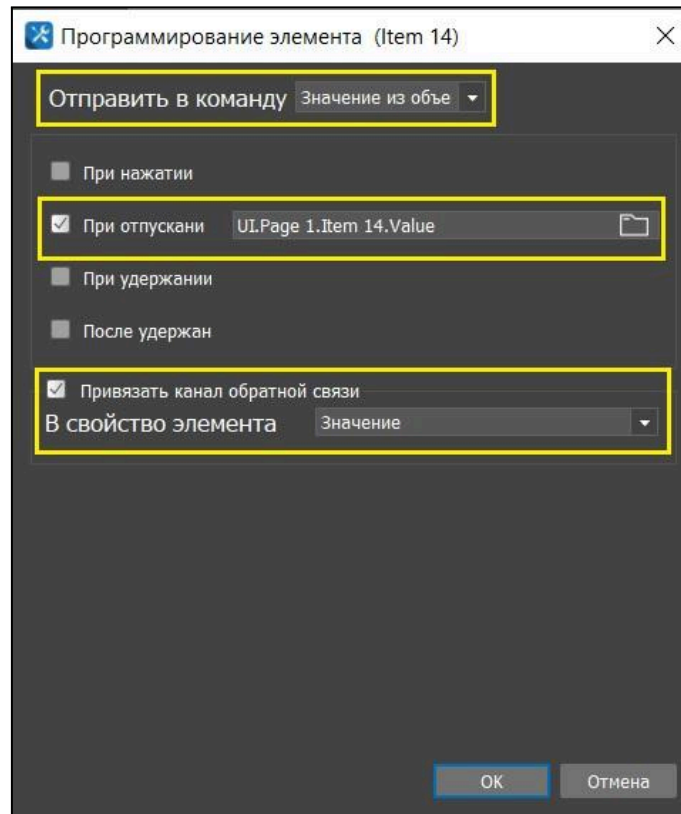 Программирование элемента (Item 14)
Отправить в команду Значение из объе
При нажатии
При отпускани UI.Page 1.Item 14.Value
При удержании
После удержан
Привязать канал обратной связи
В свойство элемента Значение
OK Отмена